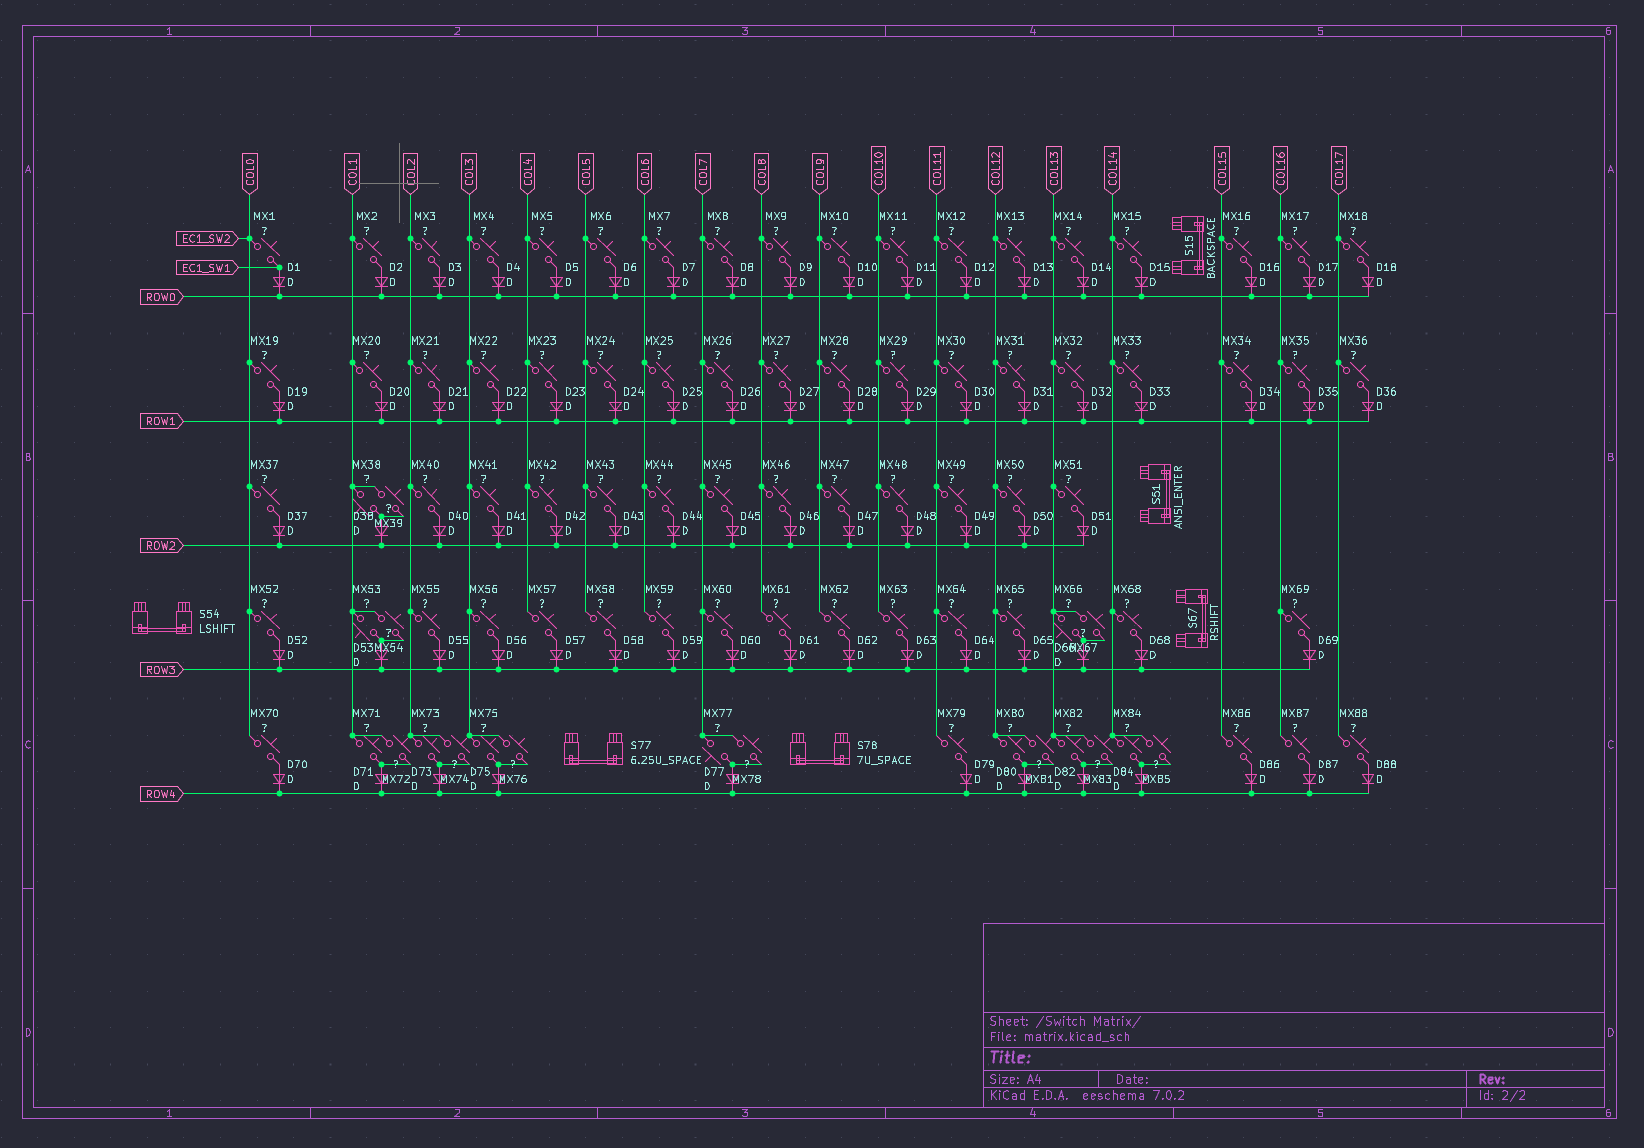 1 2 3 4 5 6
A A
COL0 COL1 COL2 COL3 COL4 COL5 COL6 COL7 COL8 COL9 COL10 COL11 COL12 COL13 COL14 COL15 COL16 COL17
MX1 MX2 MX3 MX4 MX5 MX6 MX7 MX8 MX9 MX10 MX11 MX12 MX13 MX14 MX15 MX16 MX17 MX18
? ? ? ? ? ? ? ? ? ? ? ? ? ? ? ? ? ?
EC1_SW2
S15
BACKSPACE
EC1_SW1
D1 D2 D3 D4 D5 D6 D7 D8 D9 D10 D11 D12 D13 D14 D15 D16 D17 D18
D D D D D D D D D D D D D D D D D D
ROW0
MX19 MX20 MX21 MX22 MX23 MX24 MX25 MX26 MX27 MX28 MX29 MX30 MX31 MX32 MX33 MX34 MX35 MX36
? ? ? ? ? ? ? ? ? ? ? ? ? ? ? ? ? ?
D19 D20 D21 D22 D23 D24 D25 D26 D27 D28 D29 D30 D31 D32 D33 D34 D35 D36
D D D D D D D D D D D D D D D D D D
ROW1
B B
MX37 MX38 MX40 MX41 MX42 MX43 MX44 MX45 MX46 MX47 MX48 MX49 MX50 MX51
? ? ? ? ? ? ? ? ? ? ? ? ? ?
S51
ANSI_ENTER
?
D37 D38 D40 D41 D42 D43 D44 D45 D46 D47 D48 D49 D50 D51
MX39
D D D D D D D D D D D D D D
ROW2
MX52 MX53 MX55 MX56 MX57 MX58 MX59 MX60 MX61 MX62 MX63 MX64 MX65 MX66 MX68 MX69
? ? ? ? ? ? ? ? ? ? ? ? ? ? ? ?
S54
LSHIFT
S67
RSHIFT
? ?
D52 D53 D55 D56 D57 D58 D59 D60 D61 D62 D63 D64 D65 D66 D68 D69
MX54 MX67
D D D D D D D D D D D D D D D D
ROW3
MX70 MX71 MX73 MX75 MX77 MX79 MX80 MX82 MX84 MX86 MX87 MX88
? ? ? ? ? ? ? ? ? ? ? ?
C C
S77
6.25U_SPACE
S78
7U_SPACE
? ? ? ? ? ? ?
D70 D71 D73 D75 D77 D79 D80 D82 D84 D86 D87 D88
MX72 MX74 MX76 MX78 MX81 MX83 MX85
D D D D D D D D D D D D
ROW4
D D
Sheet: /Switch Matrix/
File: matrix.kicad_sch
Title:
Size: A4 Date: Rev:
KiCad E.D.A. eeschema 7.0.2 Id: 2/2
1 2 3 4 5 6